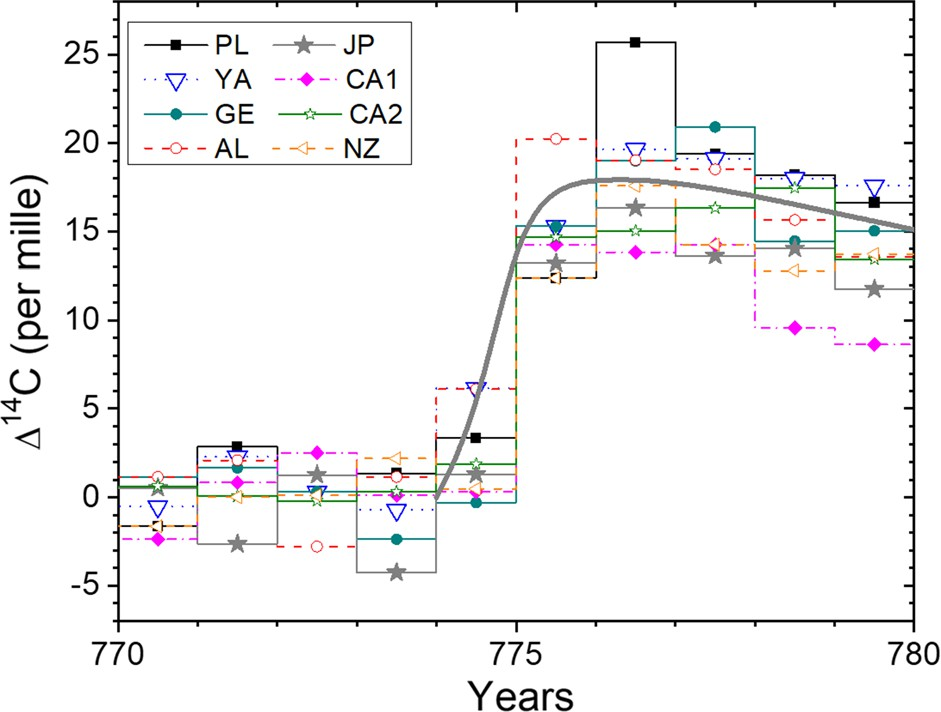 PL JP
YA CA1
GE CA2
AL NZ
25
20
15
10
5
0
-5
Δ¹⁴C (per mille)
770 775 780
Years